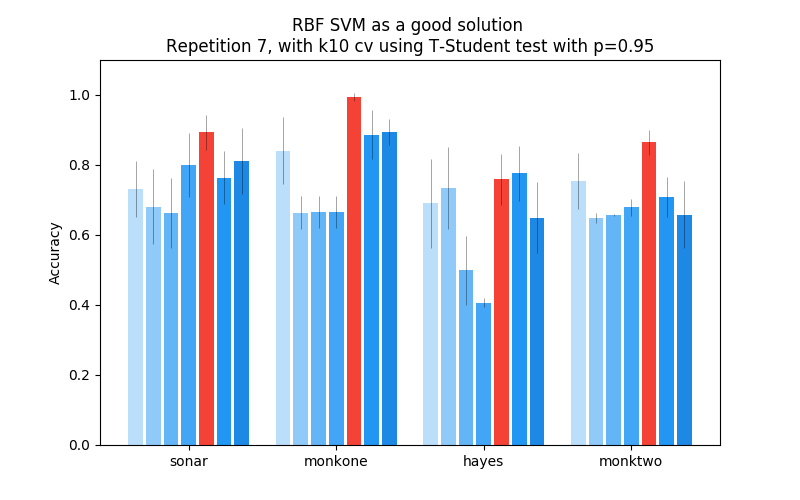 RBF SVM as a good solution
Repetition 7, with k10 cv using T-Student test with p=0.95
Accuracy
1.0
0.8
0.6
0.4
0.2
0.0
sonar monkone hayes monktwo